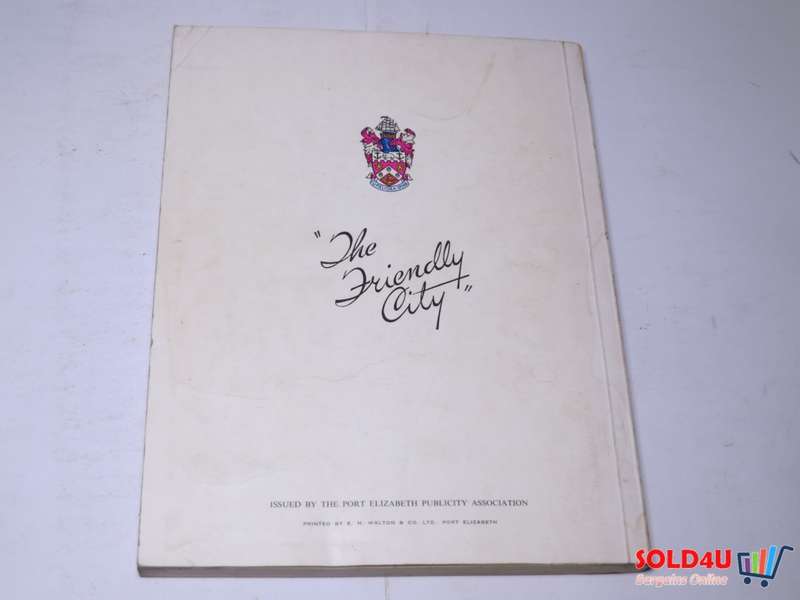 "The
Friendly
City"
ISSUED BY THE PORT ELIZABETH PUBLICITY ASSOCIATION
PRINTED BY E. H. WALTON & CO. LTD. PORT ELIZABETH
SOLD4U
Bargains Online